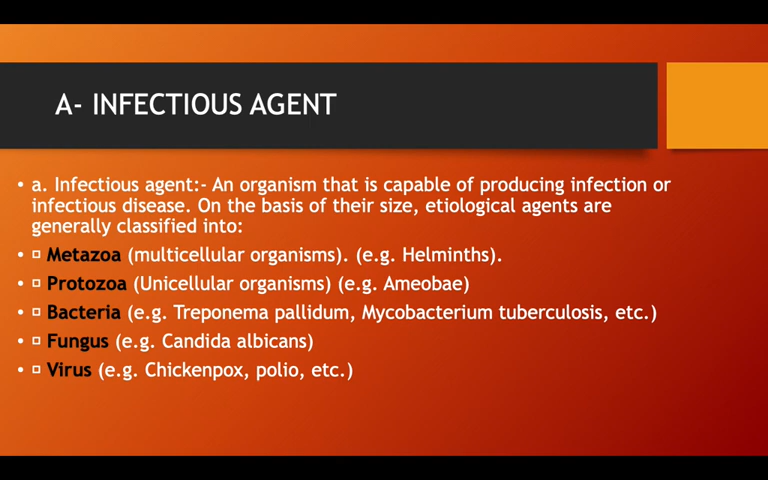 A- INFECTIOUS AGENT
• a. Infectious agent:- An organism that is capable of producing infection or
infectious disease. On the basis of their size, etiological agents are
generally classified into:
• □ Metazoa (multicellular organisms). (e.g. Helminths).
• □ Protozoa (Unicellular organisms) (e.g. Ameobae)
• □ Bacteria (e.g. Treponema pallidum, Mycobacterium tuberculosis, etc.)
• □ Fungus (e.g. Candida albicans)
• □ Virus (e.g. Chickenpox, polio, etc.)